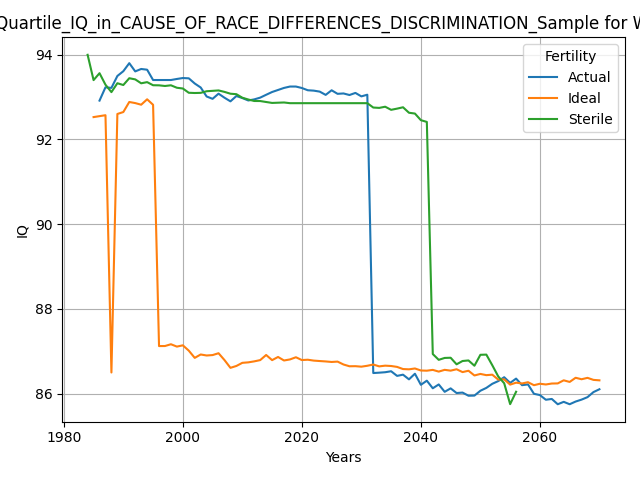 Quartile_IQ_in_CAUSE_OF_RACE_DIFFERENCES_DISCRIMINATION_Sample for W
Fertility
Actual
Ideal
Sterile
IQ
94
92
90
88
86
1980 2000 2020 2040 2060
Years